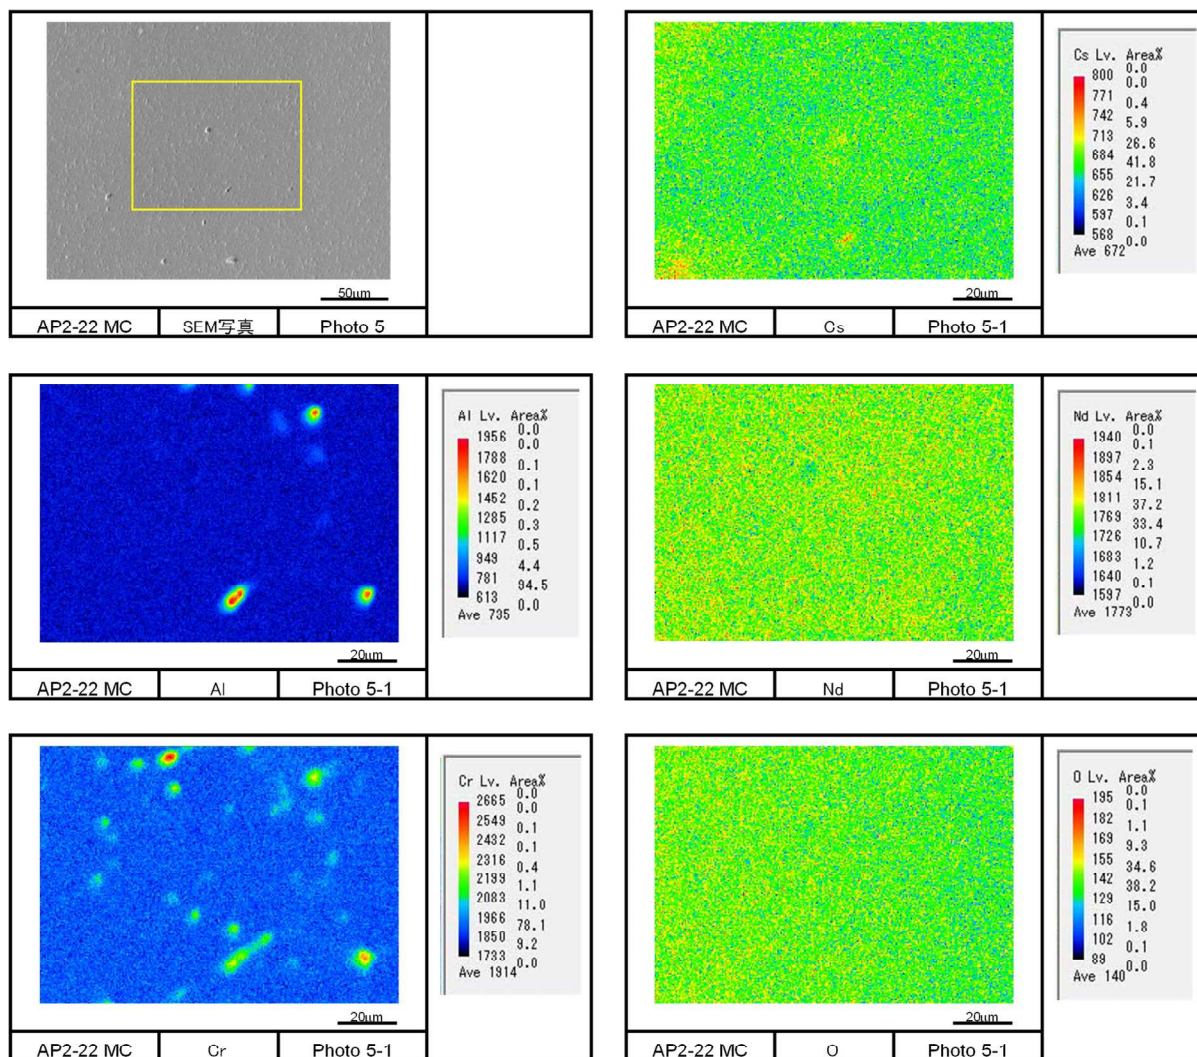 50μm
AP2-22 MC SEM写真 Photo 5
Cs Lv. Area%
0.0
800 0.0
771 0.4
742 5.9
713 26.6
684 41.8
655 21.7
626 3.4
597 0.1
568 0.0
Ave 672
20μm
AP2-22 MC Cs Photo 5-1
Al Lv. Area%
0.0
1956 0.0
1788 0.1
1620 0.1
1452 0.2
1285 0.3
1117 0.5
949 4.4
781 94.5
613 0.0
Ave 735
20μm
AP2-22 MC Al Photo 5-1
Nd Lv. Area%
0.0
1940 0.1
1897 2.3
1854 15.1
1811 37.2
1769 33.4
1726 10.7
1683 1.2
1640 0.1
1597 0.0
Ave 1773
20μm
AP2-22 MC Nd Photo 5-1
Cr Lv. Area%
0.0
2665 0.0
2549 0.1
2432 0.1
2316 0.4
2199 1.1
2083 11.0
1966 78.1
1850 9.2
1733 0.0
Ave 1914
20μm
AP2-22 MC Cr Photo 5-1
O Lv. Area%
0.0
195 0.1
182 1.1
169 9.3
155 34.6
142 38.2
129 15.0
116 1.8
102 0.1
89 0.0
Ave 140
20μm
AP2-22 MC O Photo 5-1